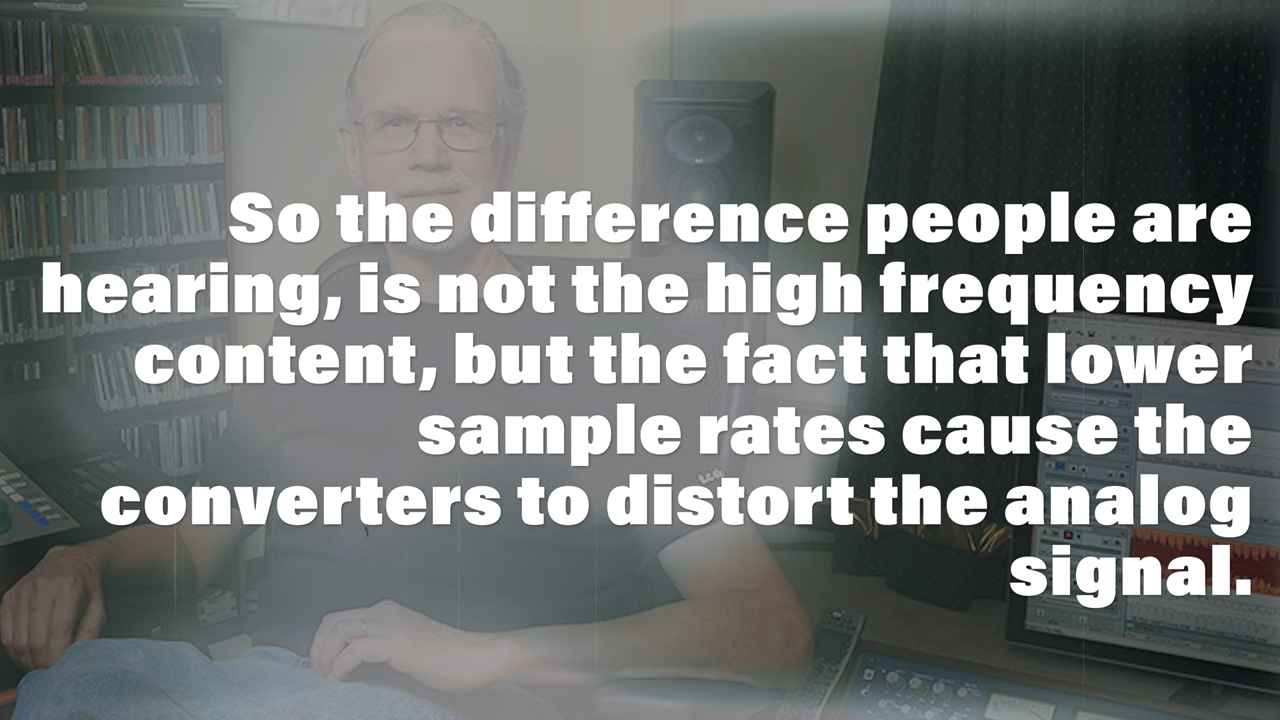 So the difference people are
hearing, is not the high frequency
content, but the fact that lower
sample rates cause the
converters to distort the analog
signal.